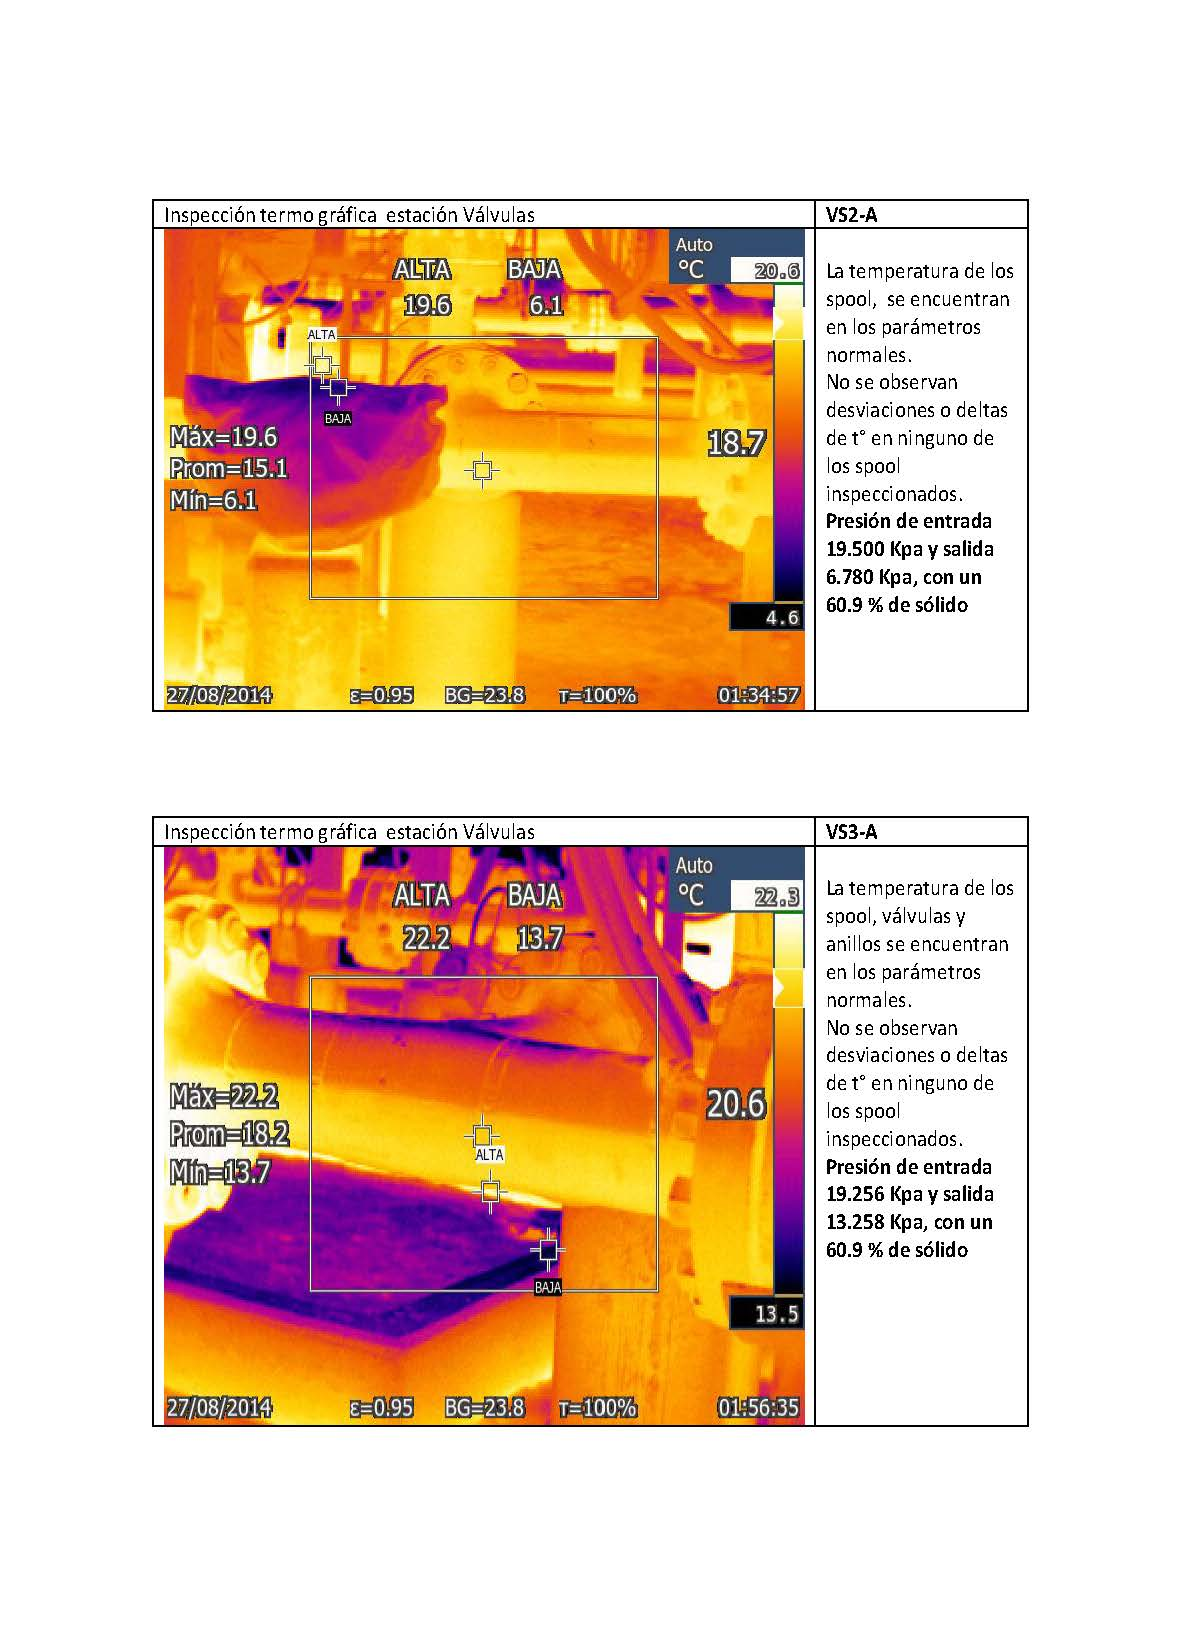 Inspección termo gráfica  estación Válvulas
VS2-A
Auto
°C
20.6
ALTA
BAJA
19.6
6.1
ALTA
BAJA
Máx=19.6
Prom=15.1
Mín=6.1
18.7
4.6
27/08/2014
ε=0.95
BG=23.8
τ=100%
01:34:57
La temperatura de los
spool,  se encuentran
en los parámetros
normales.
No se observan
desviaciones o deltas
de t° en ninguno de
los spool
inspeccionados.
Presión de entrada
19.500 Kpa y salida
6.780 Kpa, con un
60.9 % de sólido
Inspección termo gráfica  estación Válvulas
VS3-A
Auto
°C
22.3
ALTA
BAJA
22.2
13.7
Máx=22.2
Prom=18.2
Mín=13.7
20.6
ALTA
BAJA
13.5
27/08/2014
ε=0.95
BG=23.8
τ=100%
01:56:35
La temperatura de los
spool, válvulas y
anillos se encuentran
en los parámetros
normales.
No se observan
desviaciones o deltas
de t° en ninguno de
los spool
inspeccionados.
Presión de entrada
19.256 Kpa y salida
13.258 Kpa, con un
60.9 % de sólido